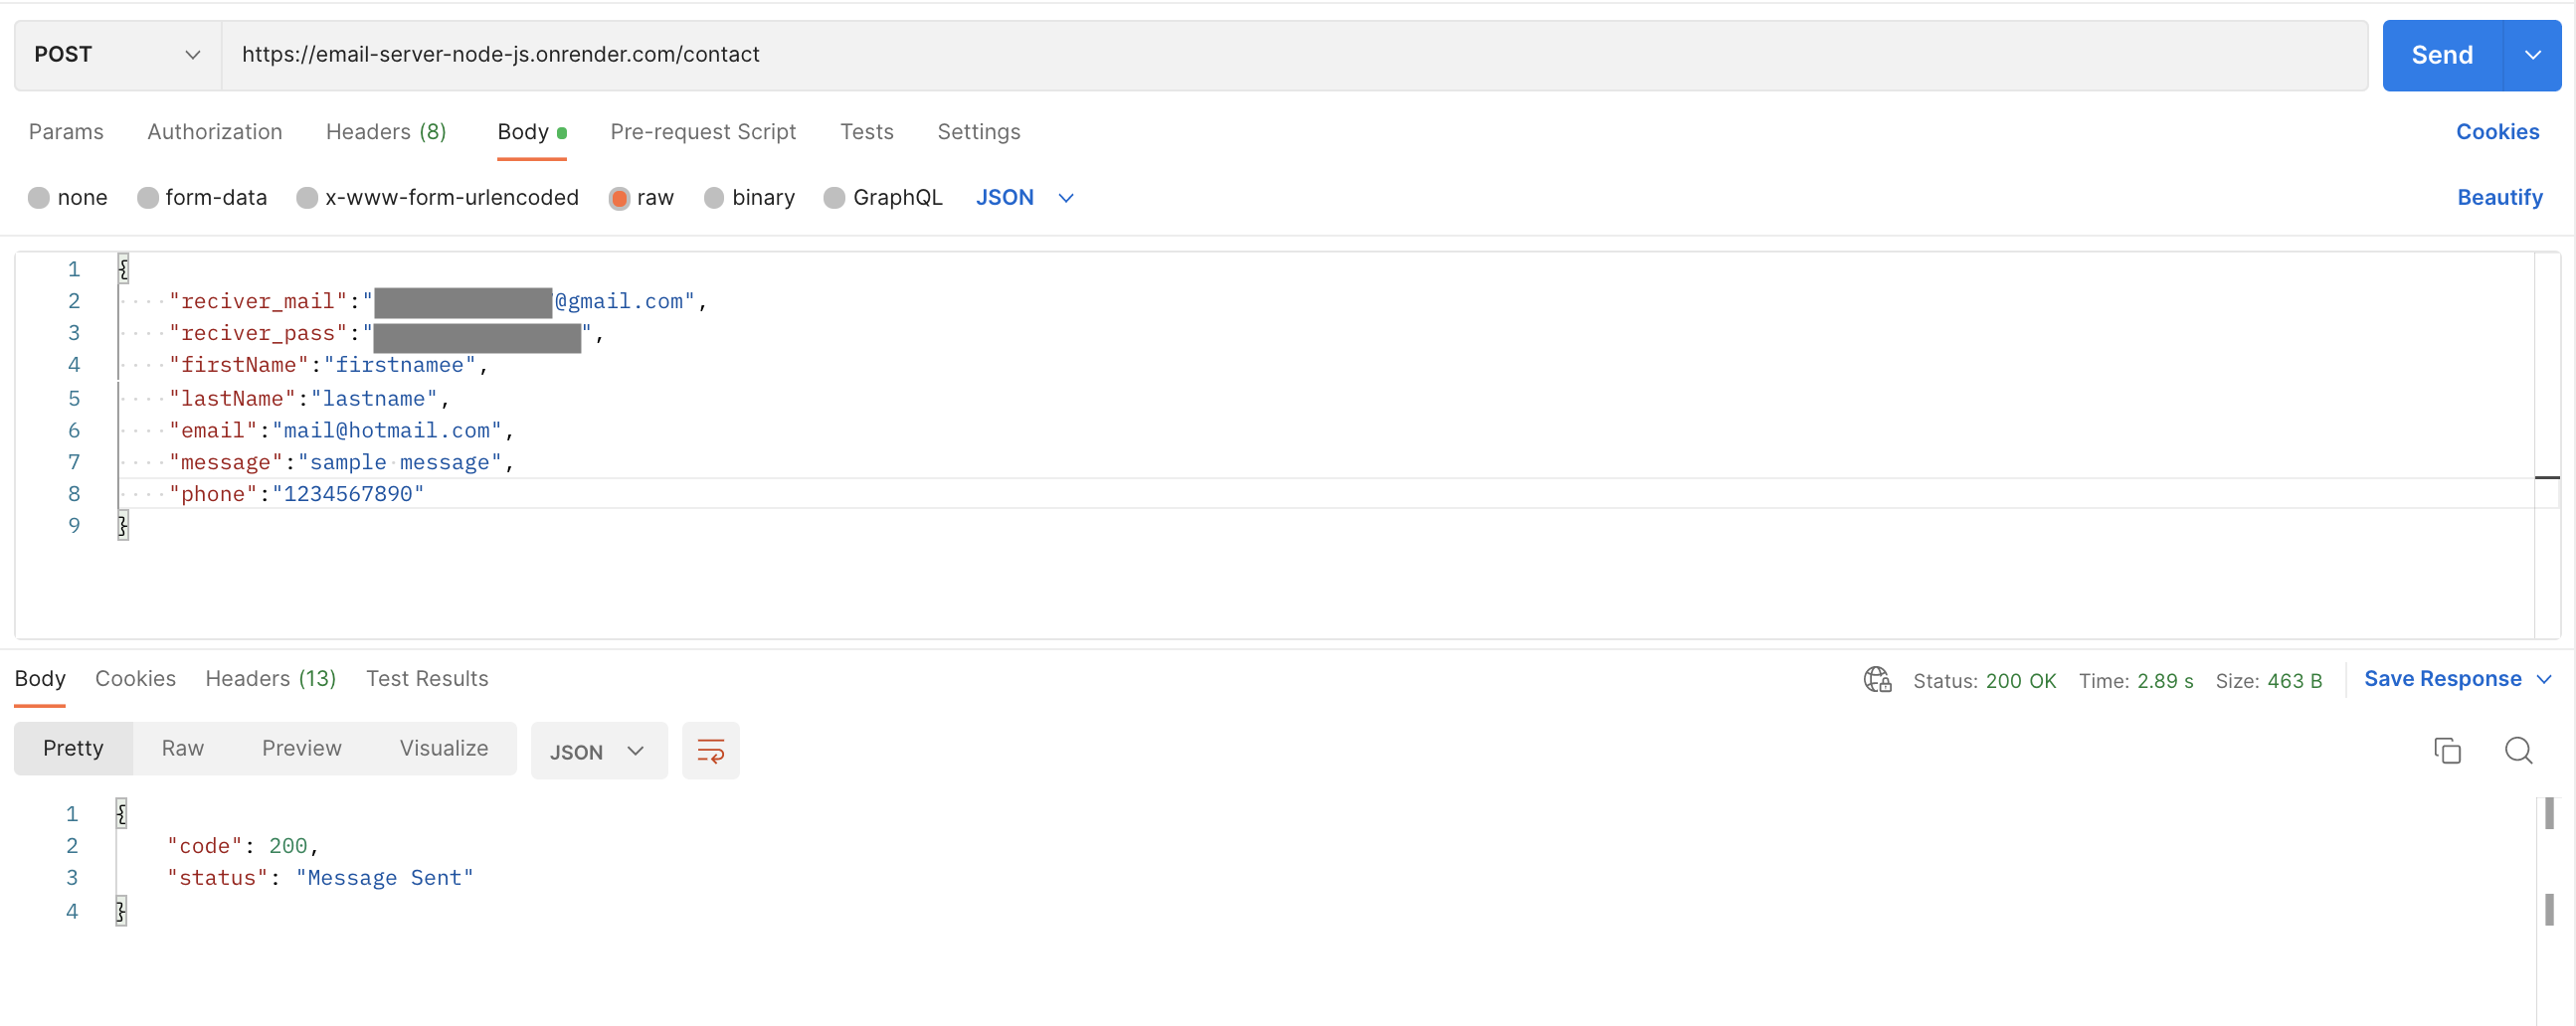 POST https://email-server-node-js.onrender.com/contact Send
Params Authorization Headers (8) Body Pre-request Script Tests Settings Cookies
none form-data x-www-form-urlencoded raw binary GraphQL JSON Beautify
1 {
2 "reciver_mail":"@gmail.com",
3 "reciver_pass":"",
4 "firstName":"firstnamee",
5 "lastName":"lastname",
6 "email":"mail@hotmail.com",
7 "message":"sample message",
8 "phone":"1234567890"
9 }
Body Cookies Headers (13) Test Results Status: 200 OK Time: 2.89 s Size: 463 B Save Response
Pretty Raw Preview Visualize JSON
1 {
2 "code": 200,
3 "status": "Message Sent"
4 }